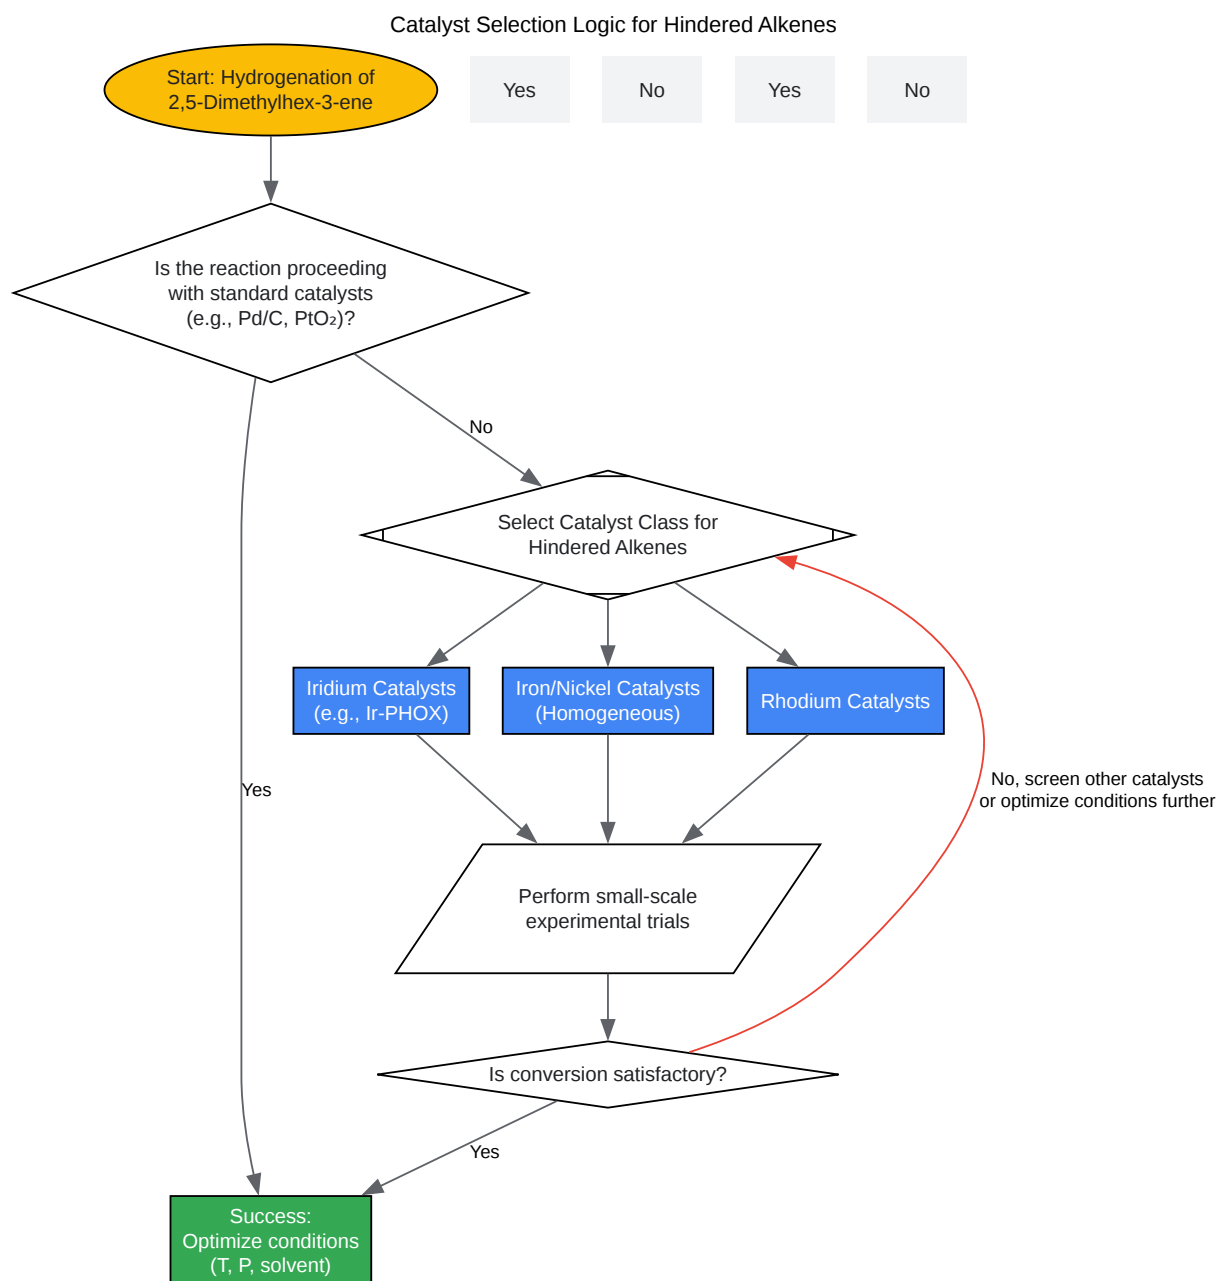 Catalyst Selection Logic for Hindered Alkenes
Start: Hydrogenation of
2,5-Dimethylhex-3-ene
Yes
No
Yes
No
Is the reaction proceeding
with standard catalysts
(e.g., Pd/C, PtO₂)?
No
Select Catalyst Class for
Hindered Alkenes
Iridium Catalysts
(e.g., Ir-PHOX)
Iron/Nickel Catalysts
(Homogeneous)
Rhodium Catalysts
Yes
No, screen other catalysts
or optimize conditions further
Perform small-scale
experimental trials
Is conversion satisfactory?
Yes
Success:
Optimize conditions
(T, P, solvent)